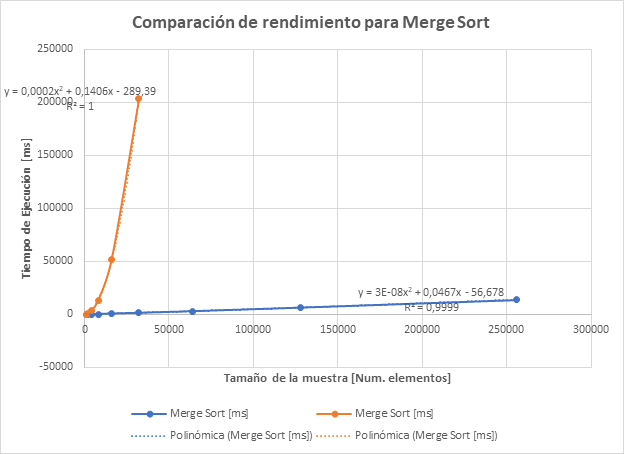 Comparación de rendimiento para Merge Sort
250000
y = 0,0002x² + 0,1406x - 289,39
R² = 1
200000
150000
100000
50000
0
-50000
Tiempo de Ejecución [ms]
y = 3E-08x² + 0,0467x - 56,678
R² = 0,9999
0 50000 100000 150000 200000 250000 300000
Tamaño de la muestra [Num. elementos]
Merge Sort [ms] Merge Sort [ms]
Polinómica (Merge Sort [ms]) Polinómica (Merge Sort [ms])